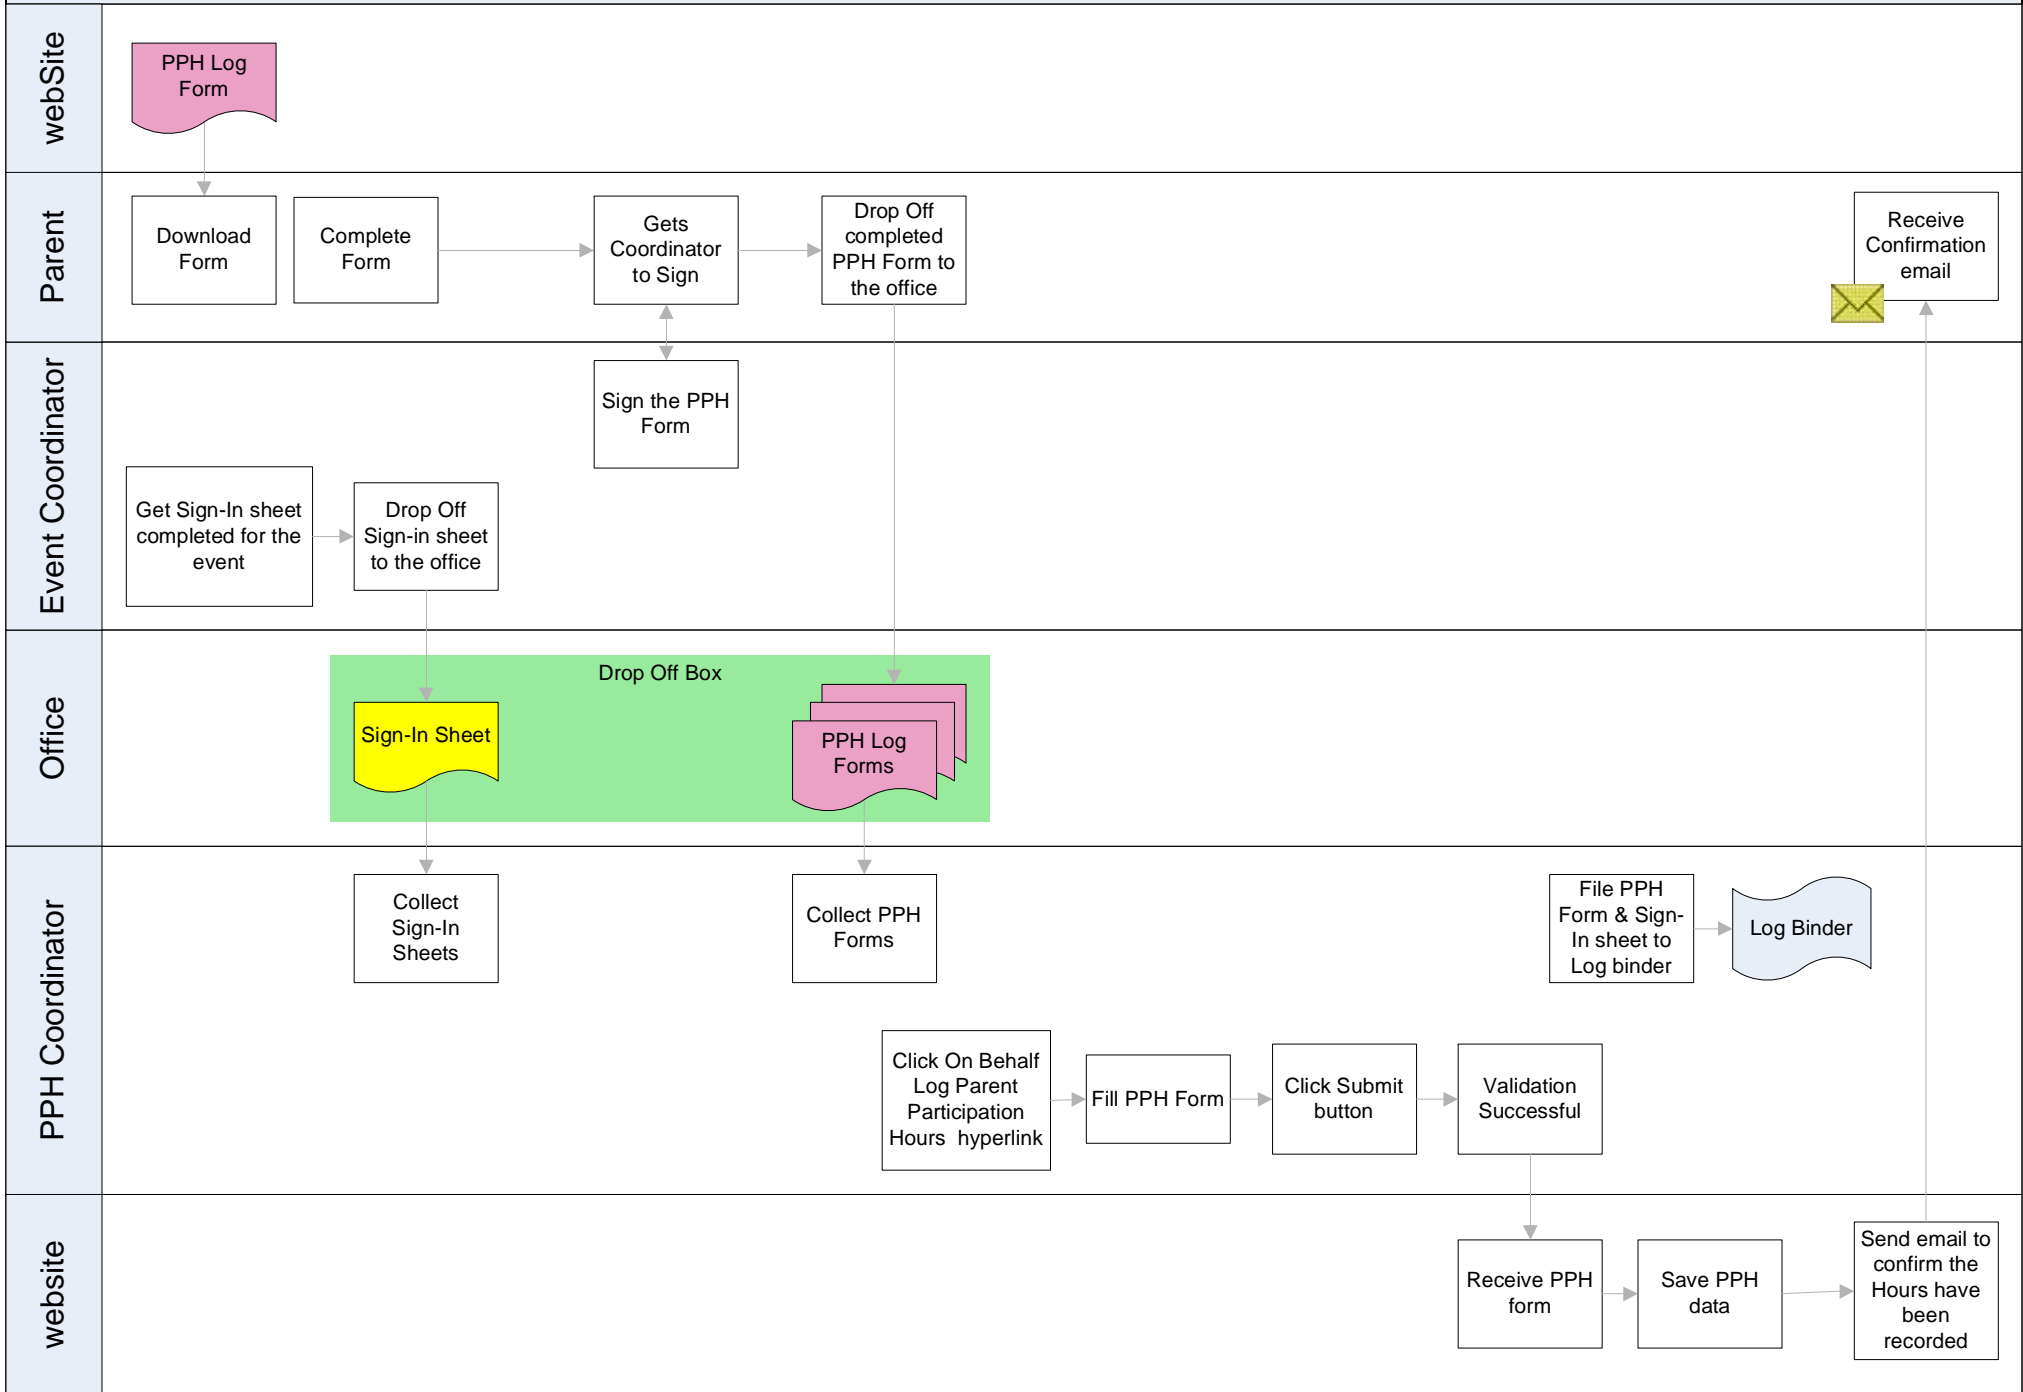 webSite
PPH Log
Form
Parent
Download
Form
Complete
Form
Gets
Coordinator
to Sign
Drop Off
completed
PPH Form to
the office
Receive
Confirmation
email
Event Coordinator
Sign the PPH
Form
Get Sign-In sheet
completed for the
event
Drop Off
Sign-in sheet
to the office
Office
Drop Off Box
Sign-In Sheet
PPH Log
Forms
PPH Coordinator
Collect
Sign-In
Sheets
Collect PPH
Forms
File PPH
Form & Sign-
In sheet to
Log binder
Log Binder
Click On Behalf
Log Parent
Participation
Hours  hyperlink
Fill PPH Form
Click Submit
button
Validation
Successful
website
Receive PPH
form
Save PPH
data
Send email to
confirm the
Hours have
been
recorded